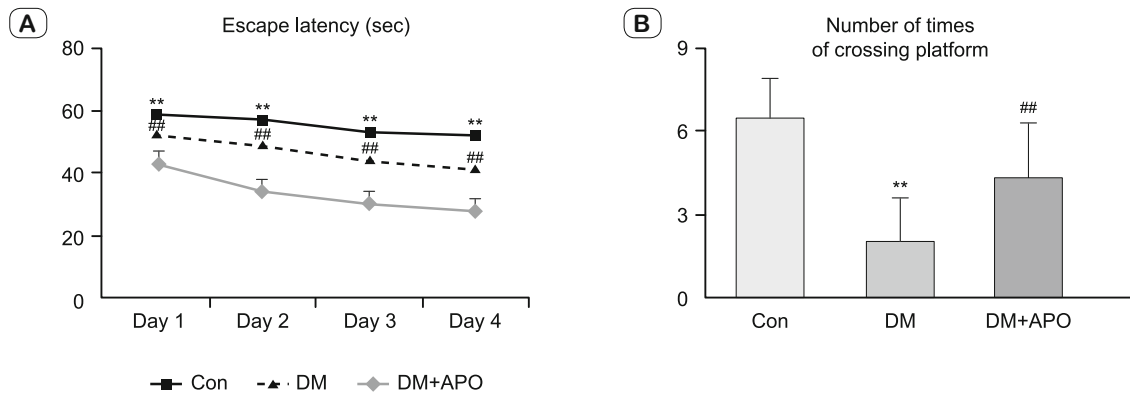 A
Escape latency (sec)
80
60
40
20
0
**
**
**
**
##
##
##
##
Day 1
Day 2
Day 3
Day 4
Con
DM
DM+APO
B
Number of times
of crossing platform
9
6
3
0
**
##
Con
DM
DM+APO